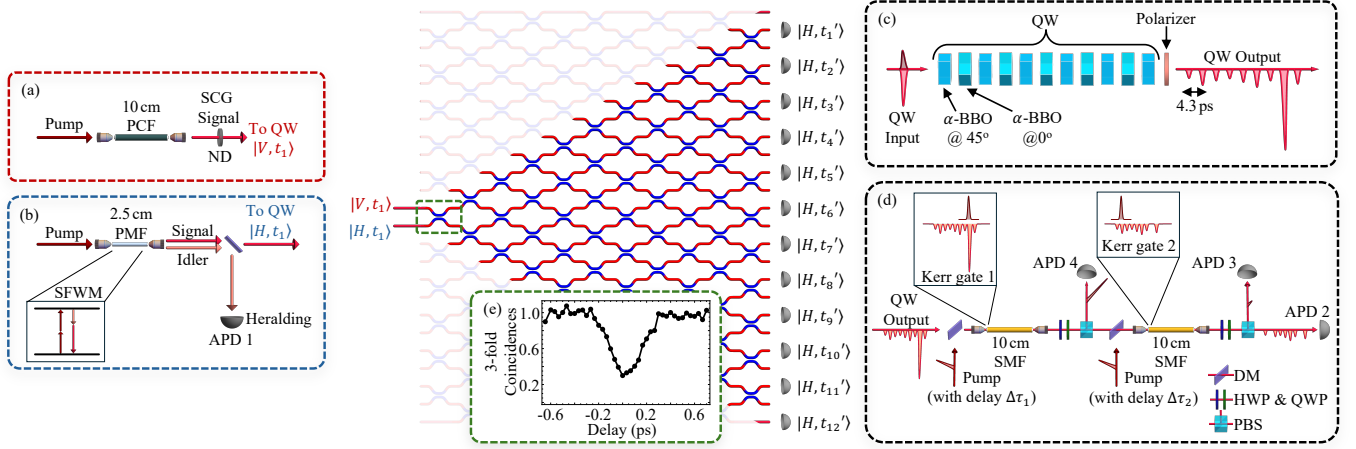 (a)
10 cm
PCF
SCG
Signal
Pump
ND
To QW
|V, t₁⟩
(b)
2.5 cm
PMF
Pump
Signal
Idler
To QW
|H, t₁⟩
SFWM
Heralding
APD 1
|V, t₁⟩
|H, t₁⟩
|H, t₁′⟩
|H, t₂′⟩
|H, t₃′⟩
|H, t₄′⟩
|H, t₅′⟩
|H, t₆′⟩
|H, t₇′⟩
|H, t₈′⟩
|H, t₉′⟩
|H, t₁₀′⟩
|H, t₁₁′⟩
|H, t₁₂′⟩
(e)
3-fold
Coincidences
1.0
0.6
0.2
-0.6
-0.2
0.2
0.6
Delay (ps)
(c)
QW
Polarizer
QW Output
4.3 ps
QW
Input
α-BBO
@ 45°
α-BBO
@0°
(d)
Kerr gate 1
Kerr gate 2
APD 4
APD 3
APD 2
QW
Output
10 cm
SMF
10 cm
SMF
Pump
(with delay Δτ₁)
Pump
(with delay Δτ₂)
DM
HWP & QWP
PBS